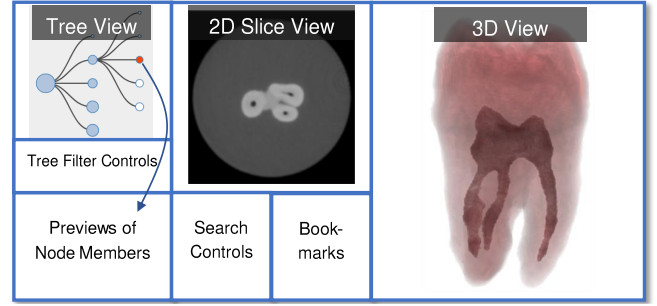 Tree View
2D Slice View
3D View
Tree Filter Controls
Previews of
Node Members
Search
Controls
Book-
marks